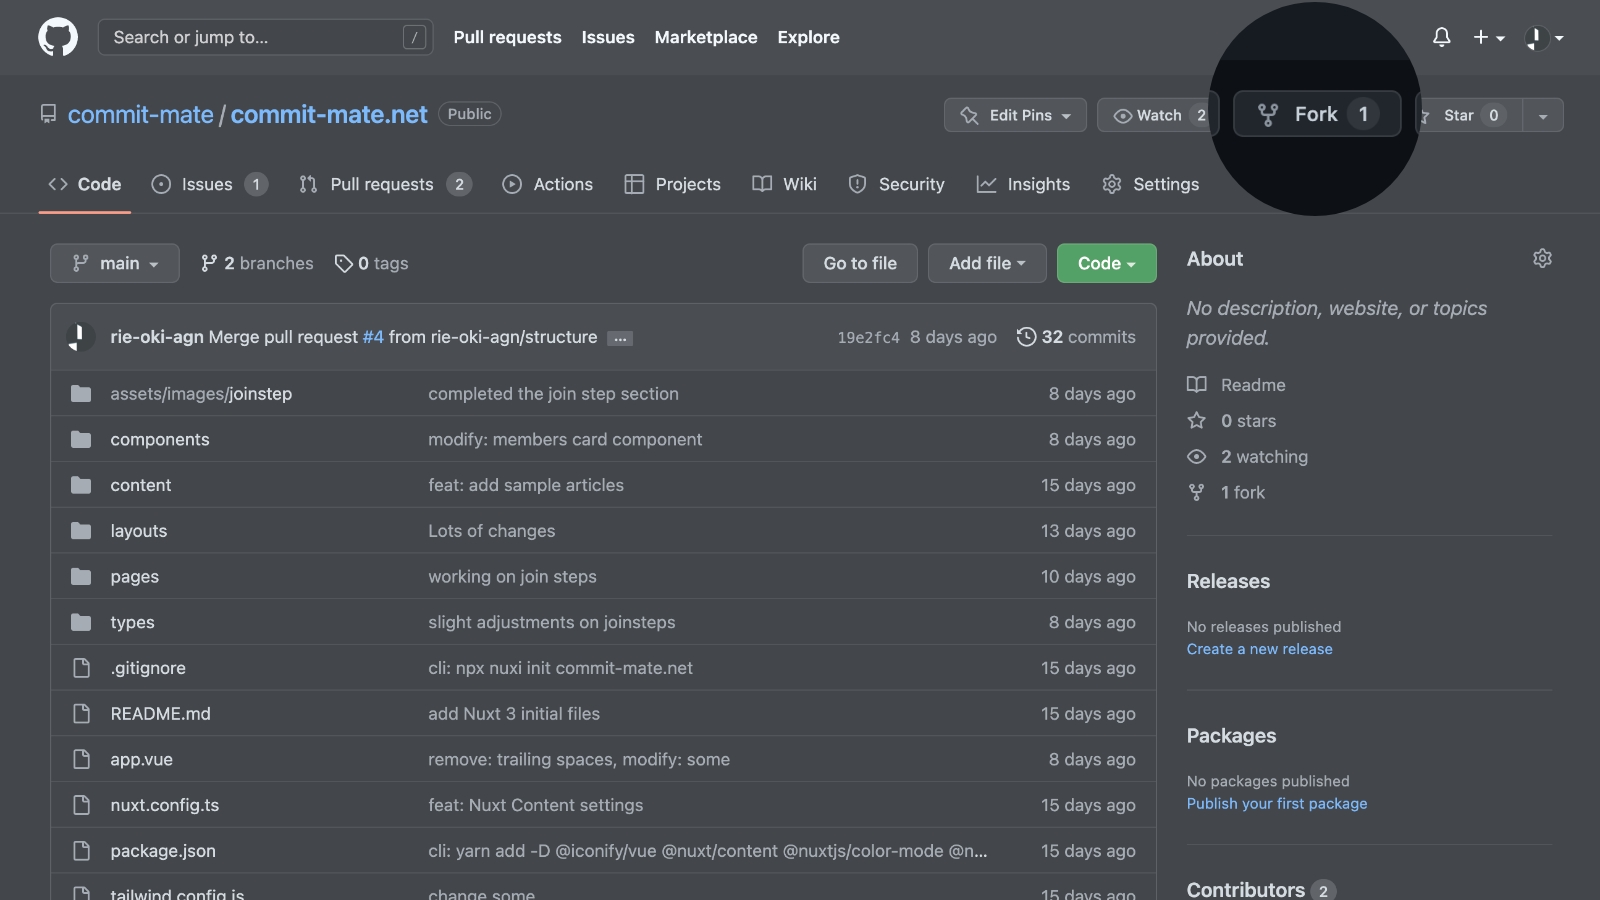 Search or jump to... /
Pull requests Issues Marketplace Explore
commit-mate / commit-mate.net Public
Edit Pins Watch 2 Fork 1 Star 0
Code Issues 1 Pull requests 2 Actions Projects Wiki Security Insights Settings
main 2 branches 0 tags
Go to file Add file Code
rie-oki-agn Merge pull request #4 from rie-oki-agn/structure ... 19e2fc4 8 days ago 32 commits
assets/images/joinstep completed the join step section 8 days ago
components modify: members card component 8 days ago
content feat: add sample articles 15 days ago
layouts Lots of changes 13 days ago
pages working on join steps 10 days ago
types slight adjustments on joinsteps 8 days ago
.gitignore cli: npx nuxi init commit-mate.net 15 days ago
README.md add Nuxt 3 initial files 15 days ago
app.vue remove: trailing spaces, modify: some 8 days ago
nuxt.config.ts feat: Nuxt Content settings 15 days ago
package.json cli: yarn add -D @iconify/vue @nuxt/content @nuxtjs/color-mode @n... 15 days ago
tailwind.config.js change some 15 days ago
About
No description, website, or topics
provided.
Readme
0 stars
2 watching
1 fork
Releases
No releases published
Create a new release
Packages
No packages published
Publish your first package
Contributors 2